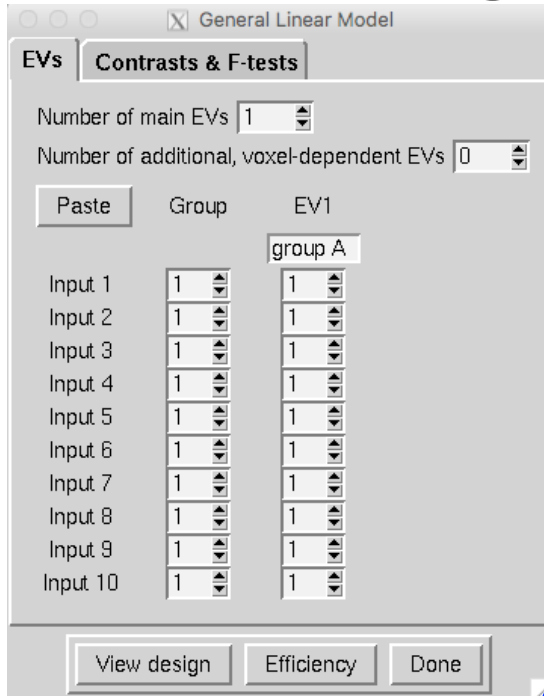 General Linear Model
EVs Contrasts & F-tests
Number of main EVs 1
Number of additional, voxel-dependent EVs 0
Paste Group EV1
group A
Input 1 1 1
Input 2 1 1
Input 3 1 1
Input 4 1 1
Input 5 1 1
Input 6 1 1
Input 7 1 1
Input 8 1 1
Input 9 1 1
Input 10 1 1
View design Efficiency Done